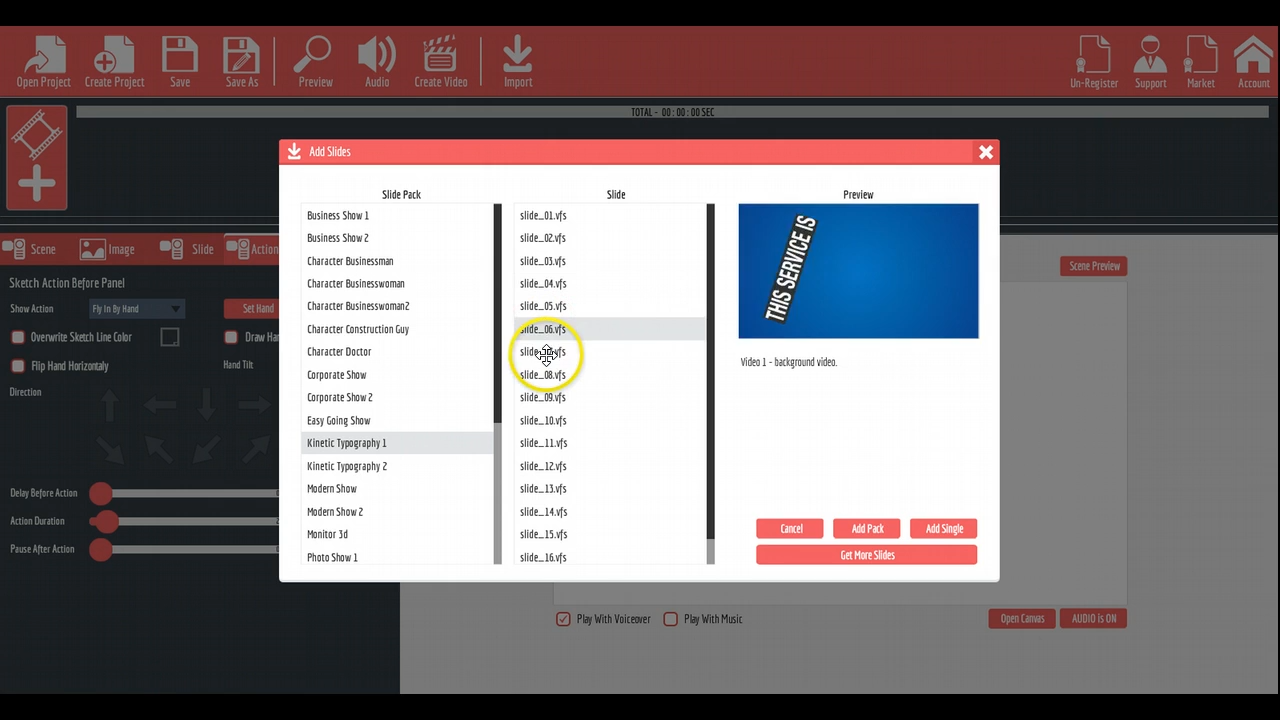 Open Project
Create Project
Save
Save As
Preview
Audio
Create Video
Import
Un-Register
Support
Market
Account
TOTAL - 00 : 00 : 00 SEC
Add Slides
Scene
Image
Slide
Action
Sketch Action Before Panel
Show Action
Fly In By Hand
Set Hand
Overwrite Sketch Line Color
Draw Han
Flip Hand Horizontaly
Hand Tilt
Direction
Delay Before Action
Action Duration
Pause After Action
Slide Pack
Business Show 1
Business Show 2
Character Businessman
Character Businesswoman
Character Businesswoman2
Character Construction Guy
Character Doctor
Corporate Show
Corporate Show 2
Easy Going Show
Kinetic Typography 1
Kinetic Typography 2
Modern Show
Modern Show 2
Monitor 3d
Photo Show 1
Slide
slide_01.vfs
slide_02.vfs
slide_03.vfs
slide_04.vfs
slide_05.vfs
slide_06.vfs
slide_08.vfs
slide_09.vfs
slide_10.vfs
slide_11.vfs
slide_12.vfs
slide_13.vfs
slide_14.vfs
slide_15.vfs
slide_16.vfs
Preview
THIS SERVICE IS
Video 1 - background video.
Cancel
Add Pack
Add Single
Get More Slides
Scene Preview
Play With Voiceover
Play With Music
Open Canvas
AUDIO is ON